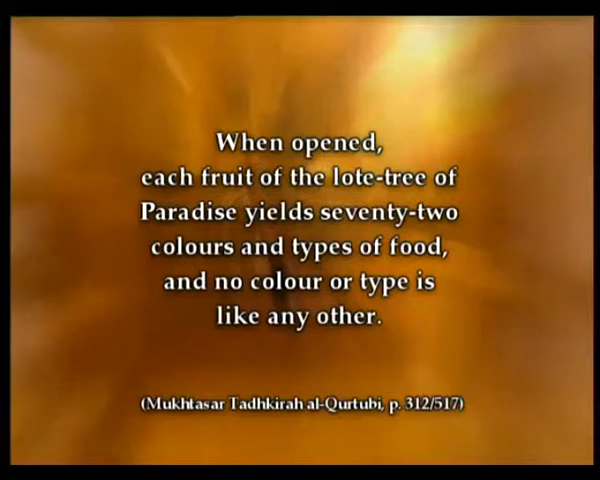 When opened,
each fruit of the lote-tree of
Paradise yields seventy-two
colours and types of food,
and no colour or type is
like any other.
(Mukhtasar Tadhkirah al-Qurtubi, p. 312/517)